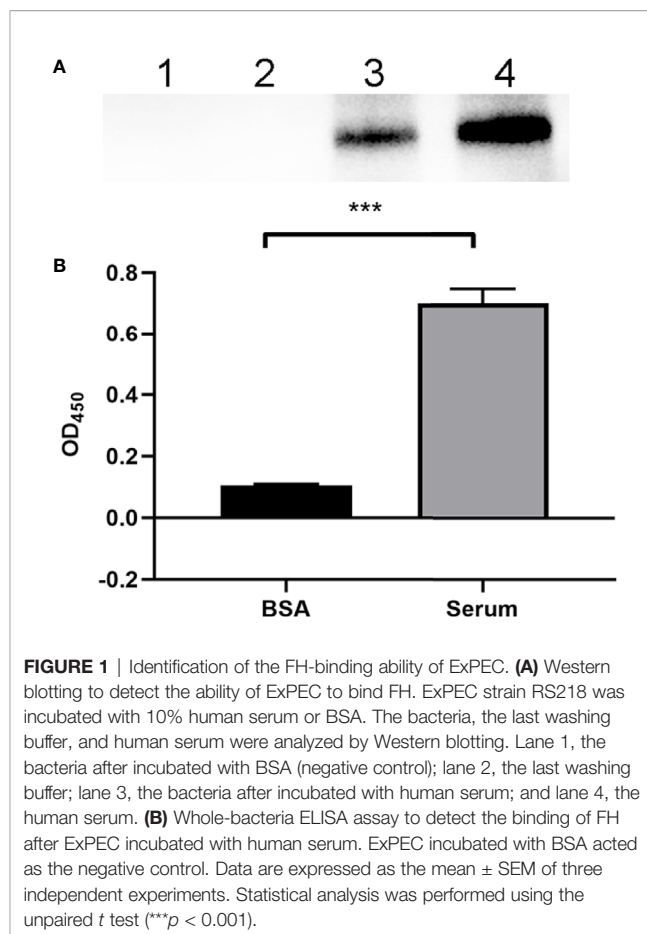 A
1 2 3 4
***
B
0.8
0.6
0.4
0.2
0.0
-0.2
OD450
BSA Serum
FIGURE 1 | Identification of the FH-binding ability of ExPEC. (A) Western
blotting to detect the ability of ExPEC to bind FH. ExPEC strain RS218 was
incubated with 10% human serum or BSA. The bacteria, the last washing
buffer, and human serum were analyzed by Western blotting. Lane 1, the
bacteria after incubated with BSA (negative control); lane 2, the last washing
buffer; lane 3, the bacteria after incubated with human serum; and lane 4, the
human serum. (B) Whole-bacteria ELISA assay to detect the binding of FH
after ExPEC incubated with human serum. ExPEC incubated with BSA acted
as the negative control. Data are expressed as the mean ± SEM of three
independent experiments. Statistical analysis was performed using the
unpaired t test (***p < 0.001).